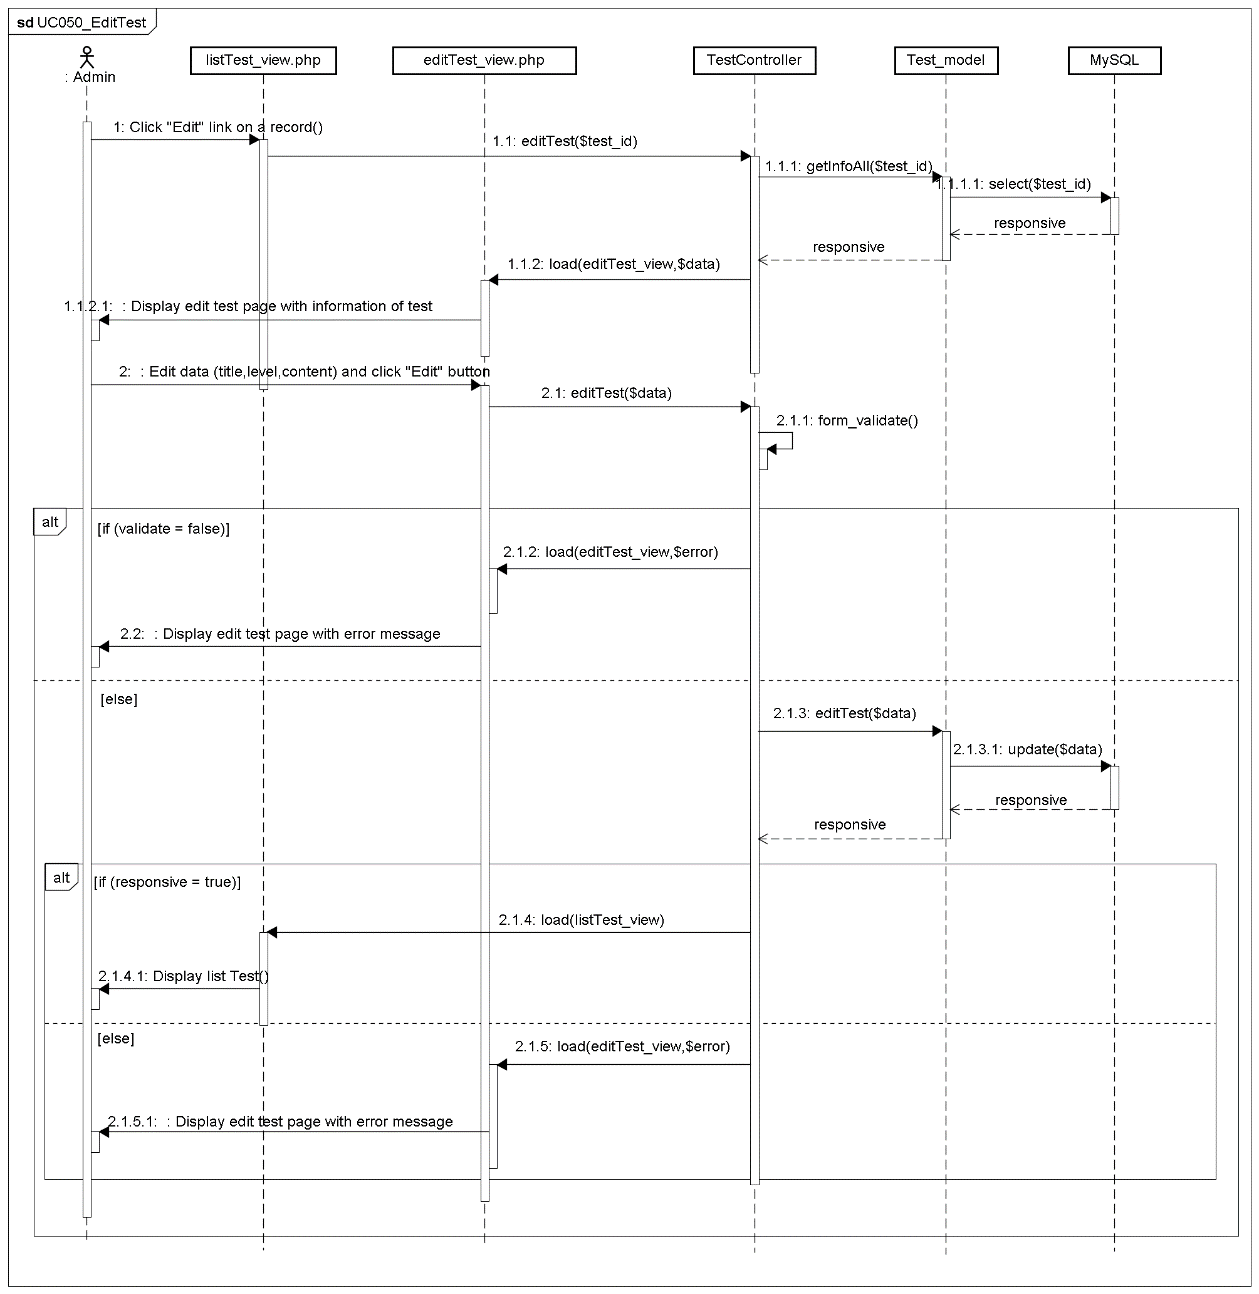 sd UC050_EditTest
: Admin
listTest_view.php
editTest_view.php
TestController
Test_model
MySQL
1: Click "Edit" link on a record()
1.1: editTest($test_id)
1.1.1: getInfoAll($test_id)
1.1.1.1: select($test_id)
responsive
responsive
1.1.2: load(editTest_view,$data)
1.1.2.1:  : Display edit test page with information of test
2:  : Edit data (title,level,content) and click "Edit" button
2.1: editTest($data)
2.1.1: form_validate()
alt
[if (validate = false)]
2.1.2: load(editTest_view,$error)
2.2:  : Display edit test page with error message
[else]
2.1.3: editTest($data)
2.1.3.1: update($data)
responsive
responsive
alt
[if (responsive = true)]
2.1.4: load(listTest_view)
2.1.4.1: Display list Test()
[else]
2.1.5: load(editTest_view,$error)
2.1.5.1:  : Display edit test page with error message